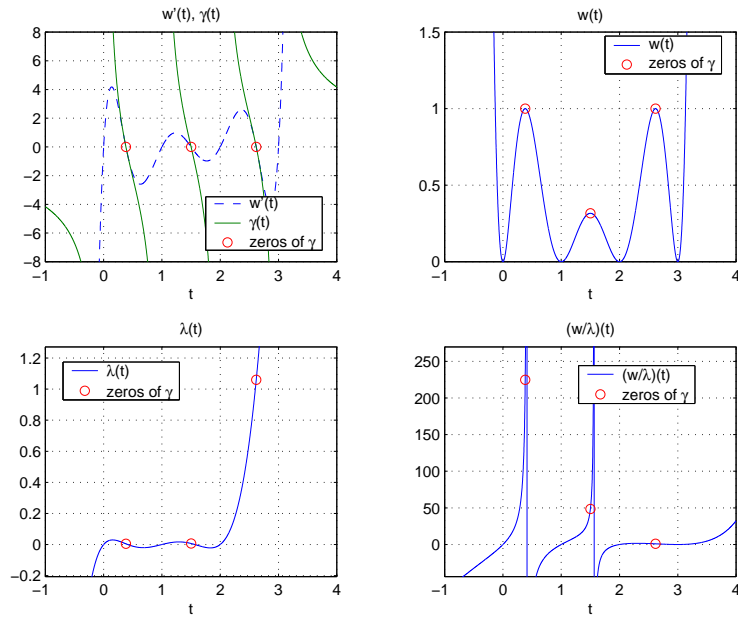 w'(t), γ(t)
8
6
4
2
0
−2
−4
−6
−8
−1 0 1 2 3 4
t
w'(t)
γ(t)
zeros of γ
w(t)
1.5
1
0.5
0
−1 0 1 2 3 4
t
w(t)
zeros of γ
λ(t)
1.2
1
0.8
0.6
0.4
0.2
0
−0.2
−1 0 1 2 3 4
t
λ(t)
zeros of γ
(w/λ)(t)
250
200
150
100
50
0
−1 0 1 2 3 4
t
(w/λ)(t)
zeros of γ